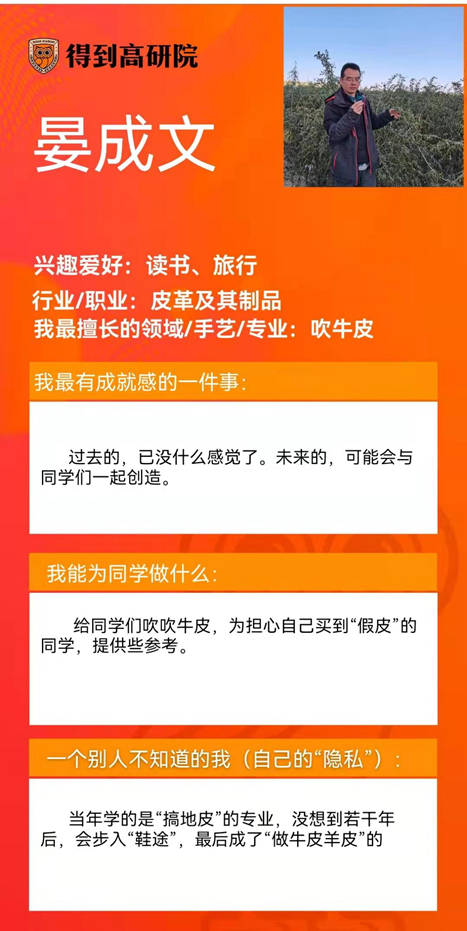 得到高研院
晏成文
兴趣爱好：读书、旅行
行业/职业：皮革及其制品
我最擅长的领域/手艺/专业：吹牛皮
我最有成就感的一件事：
过去的，已没什么感觉了。未来的，可能会与
同学们一起创造。
我能为同学做什么：
给同学们吹吹牛皮，为担心自己买到“假皮”的
同学，提供些参考。
一个别人不知道的我（自己的“隐私”）：
当年学的是“搞地皮”的专业，没想到若干年
后，会步入“鞋途”，最后成了“做牛皮羊皮”的